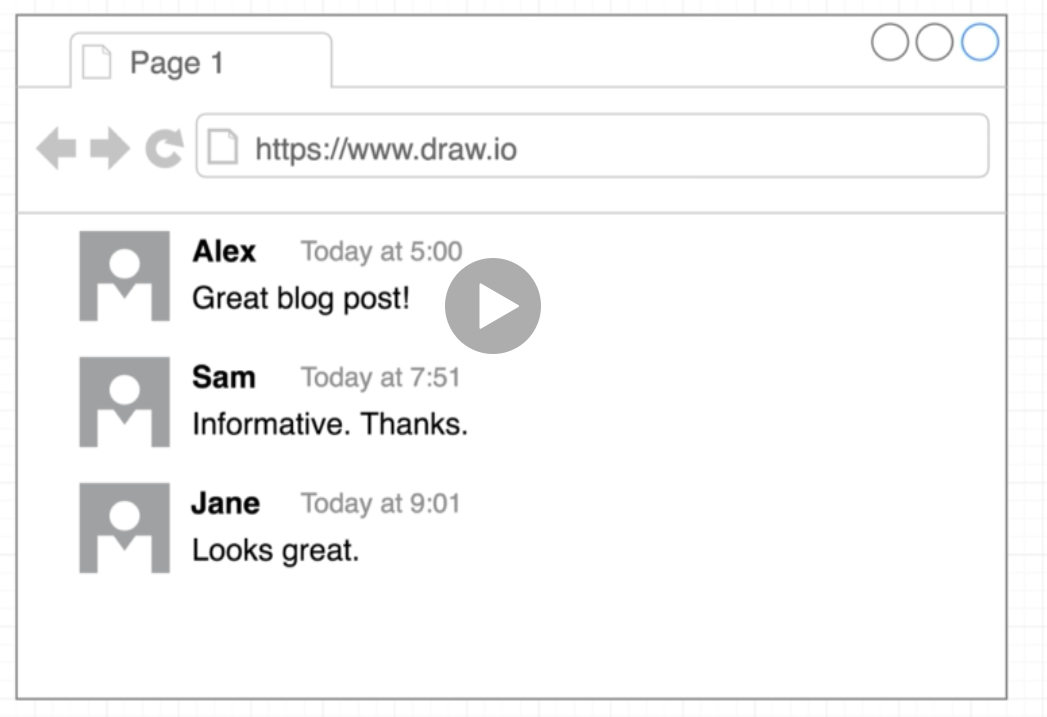 Page 1
https://www.draw.io
Alex Today at 5:00
Great blog post!
Sam Today at 7:51
Informative. Thanks.
Jane Today at 9:01
Looks great.